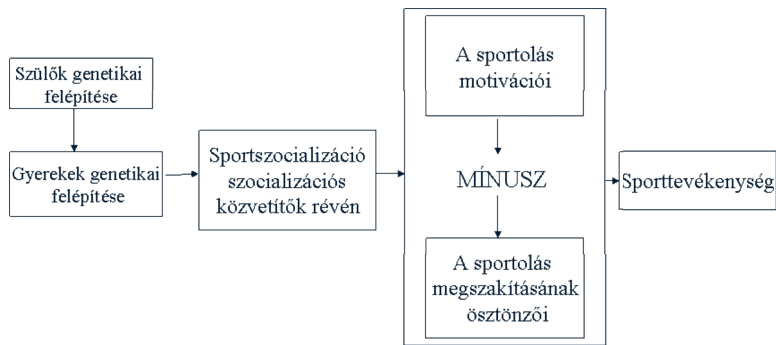 Szülők genetikai
felépítése
Gyerekek genetikai
felépítése
Sportszocializáció
szocializációs
közvetítők révén
A sportolás
motivációi
MÍNUSZ
A sportolás
megszakításának
ösztönzői
Sporttevékenység